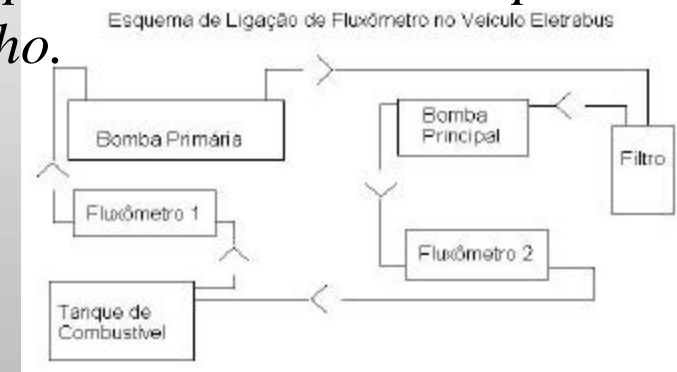 Esquema de Ligação de Fluxômetro no Veículo Eletrabus
ho.
Bomba Primária
Bomba
Principal
Filtro
Fluxômetro 1
Fluxômetro 2
Tanque de
Combustível